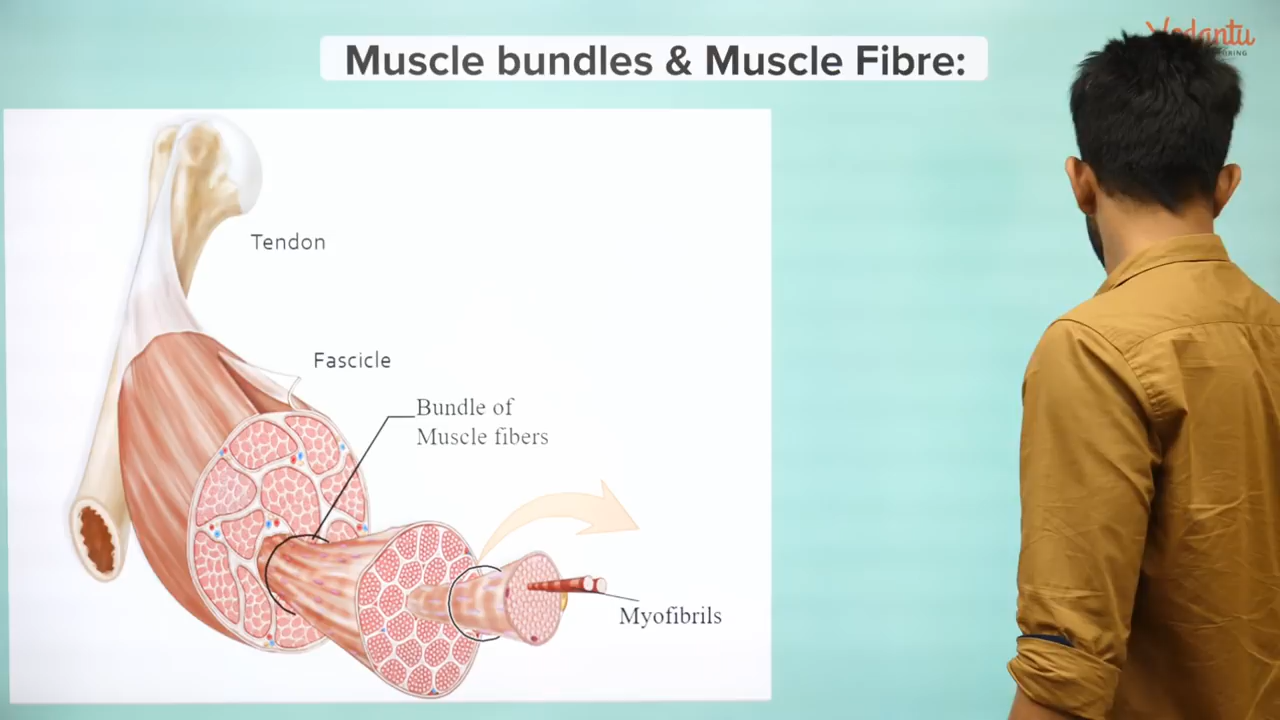 Vedantu
Muscle bundles & Muscle Fibre:
Tendon
Fascicle
Bundle of
Muscle fibers
Myofibrils